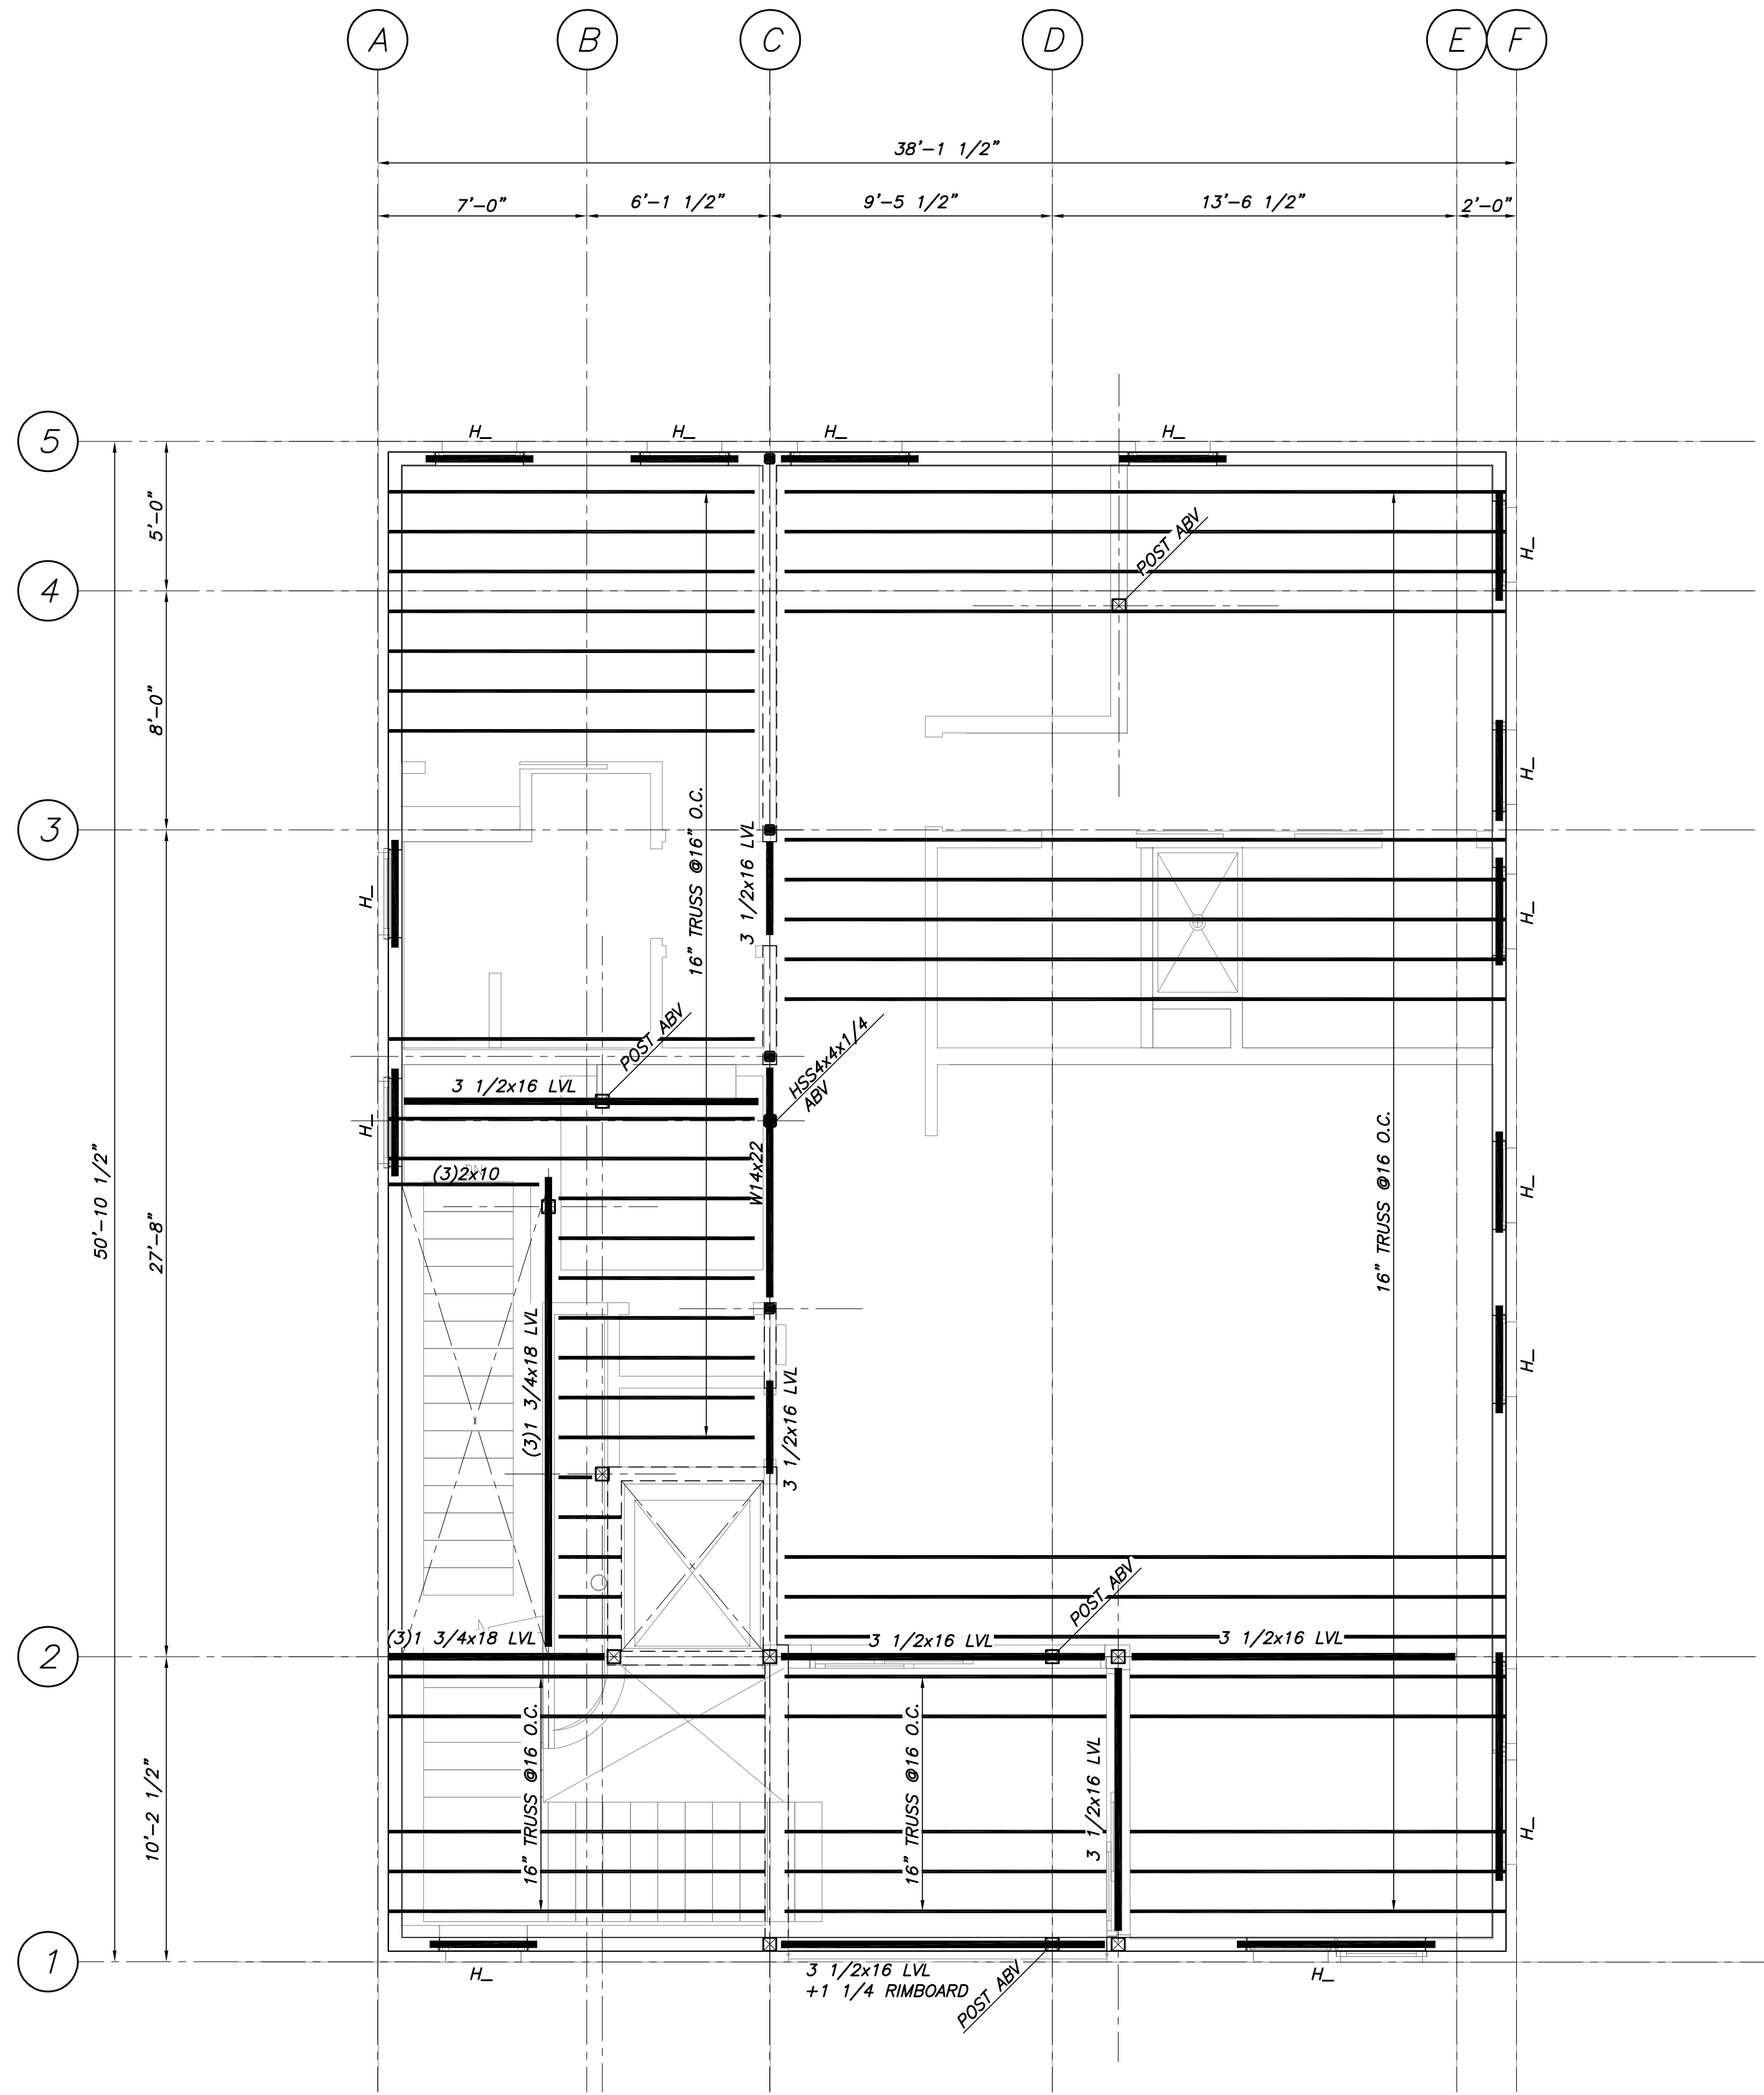 A
B
C
D
E
F
38'-1 1/2"
7'-0"
6'-1 1/2"
9'-5 1/2"
13'-6 1/2"
2'-0"
5
H_
H_
H_
H_
5'-0"
POST ABV
H_
4
8'-0"
H_
3
16" TRUSS @16" O.C.
3 1/2x16 LVL
H_
H_
POST ABV
HSS4x4x1/4
ABV
3 1/2x16 LVL
H_
W14x22
50'-10 1/2"
27'-8"
16" TRUSS @16 O.C.
H_
DN
(3)2x10
(3)1 3/4x18 LVL
H_
3 1/2x16 LVL
POST ABV
2
(3)1 3/4x18 LVL
3 1/2x16 LVL
3 1/2x16 LVL
10'-2 1/2"
16" TRUSS @16 O.C.
16" TRUSS @16 O.C.
3 1/2x16 LVL
H_
1
H_
3 1/2x16 LVL
+1 1/4 RIMBOARD
POST ABV
H_